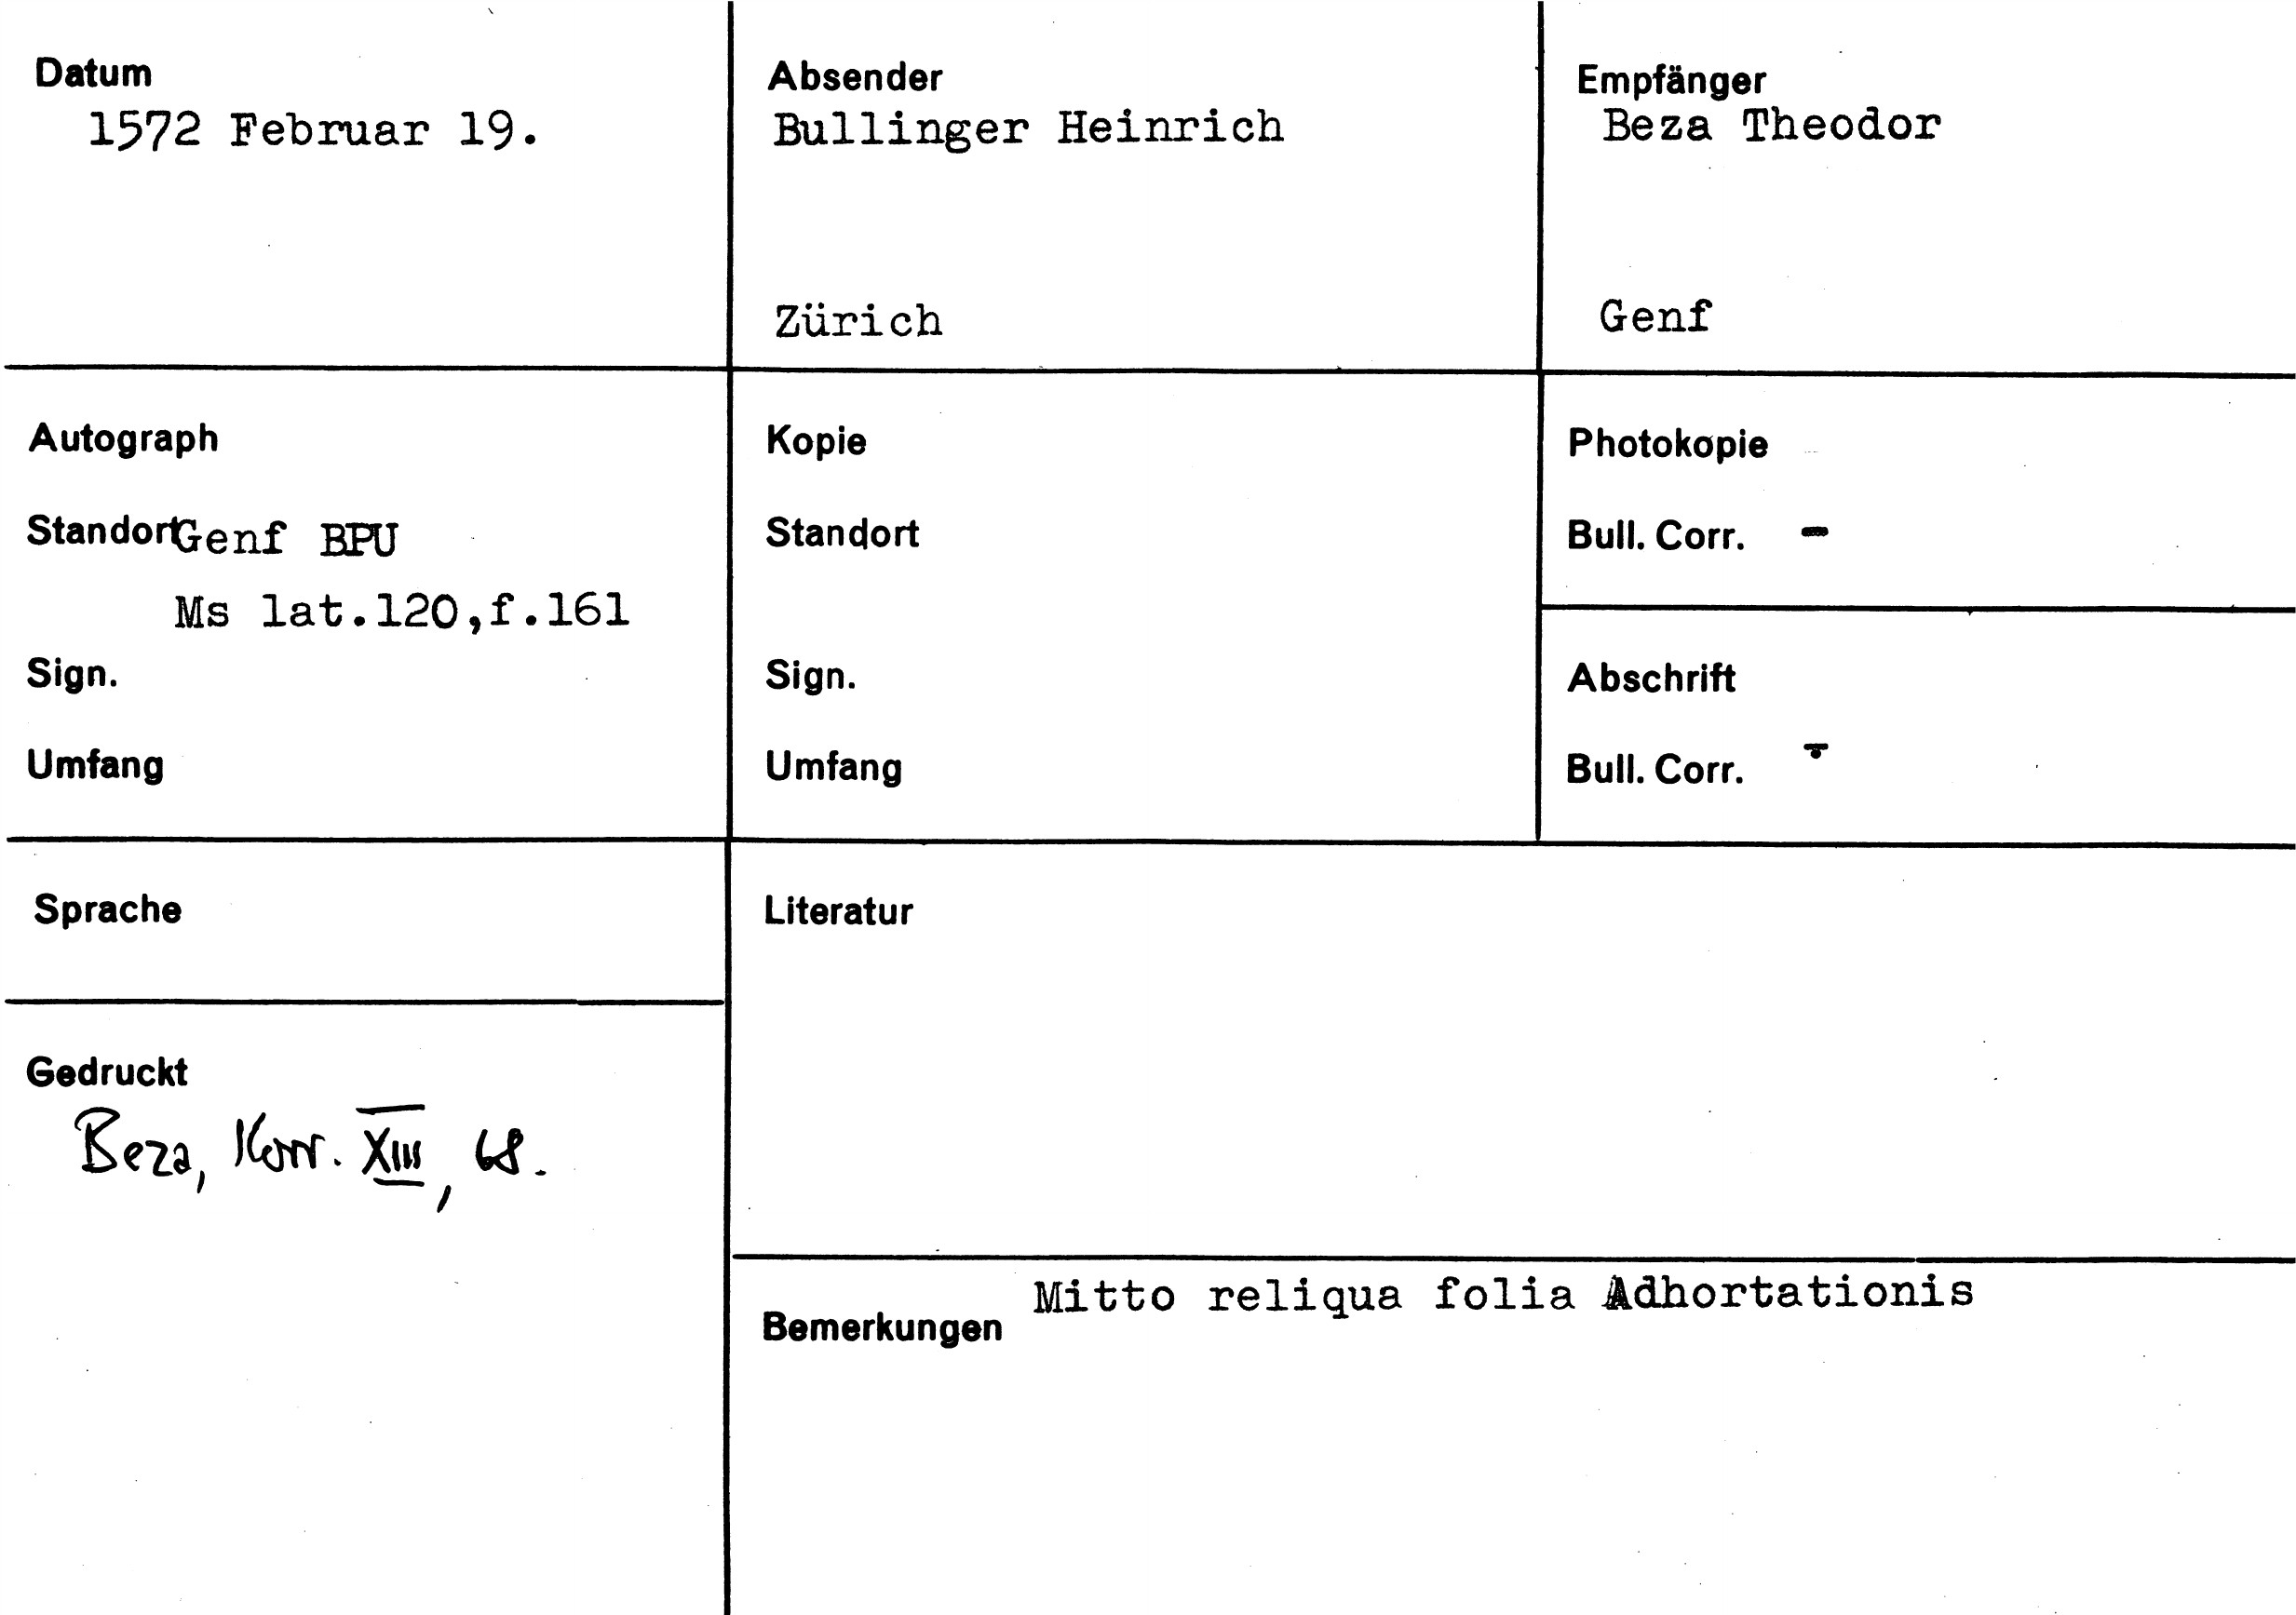 Datum
1572 Februar 19.
Absender
Bullinger Heinrich
Zürich
Empfänger
Beza Theodor
Genf
Autograph
Standort Genf BPU
Ms lat.120,f.161
Sign.
Umfang
Kopie
Standort
Sign.
Umfang
Photokopie
Bull. Corr. -
Abschrift
Bull. Corr. -
Sprache
Literatur
Gedruckt
Beza, Korr. XIII, 68.
Mitto reliqua folia Adhortationis
Bemerkungen